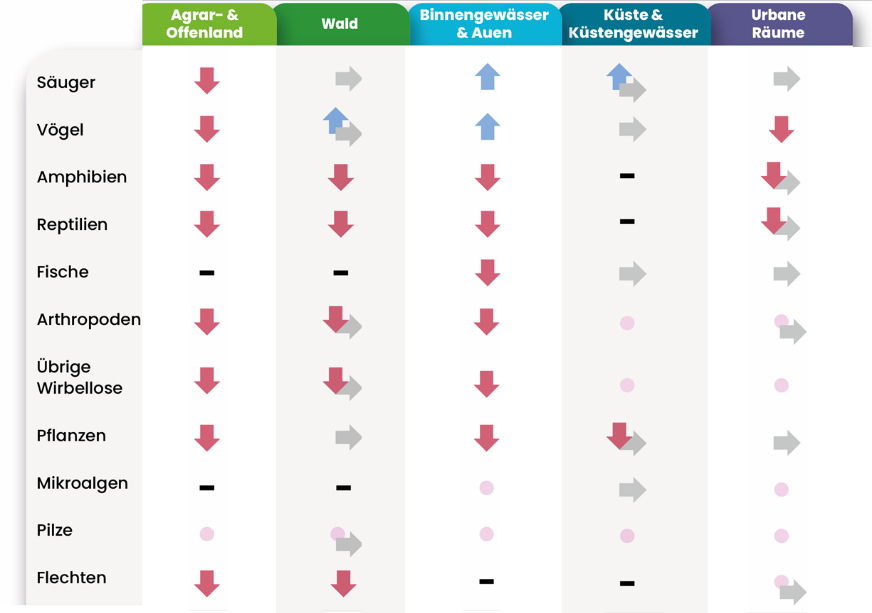 Agrar- &
Offenland
Wald
Binnengewässer
& Auen
Küste &
Küstengewässer
Urbane
Räume
Säuger
Vögel
Amphibien
Reptilien
Fische
Arthropoden
Übrige
Wirbellose
Pflanzen
Mikroalgen
Pilze
Flechten